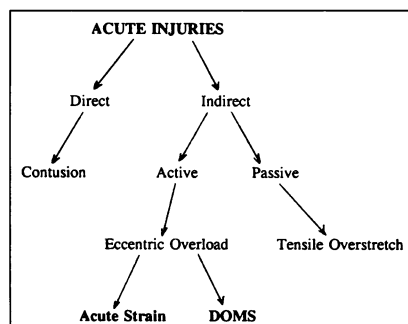 ACUTE INJURIES
Direct Indirect
Contusion Active Passive
Eccentric Overload Tensile Overstretch
Acute Strain DOMS